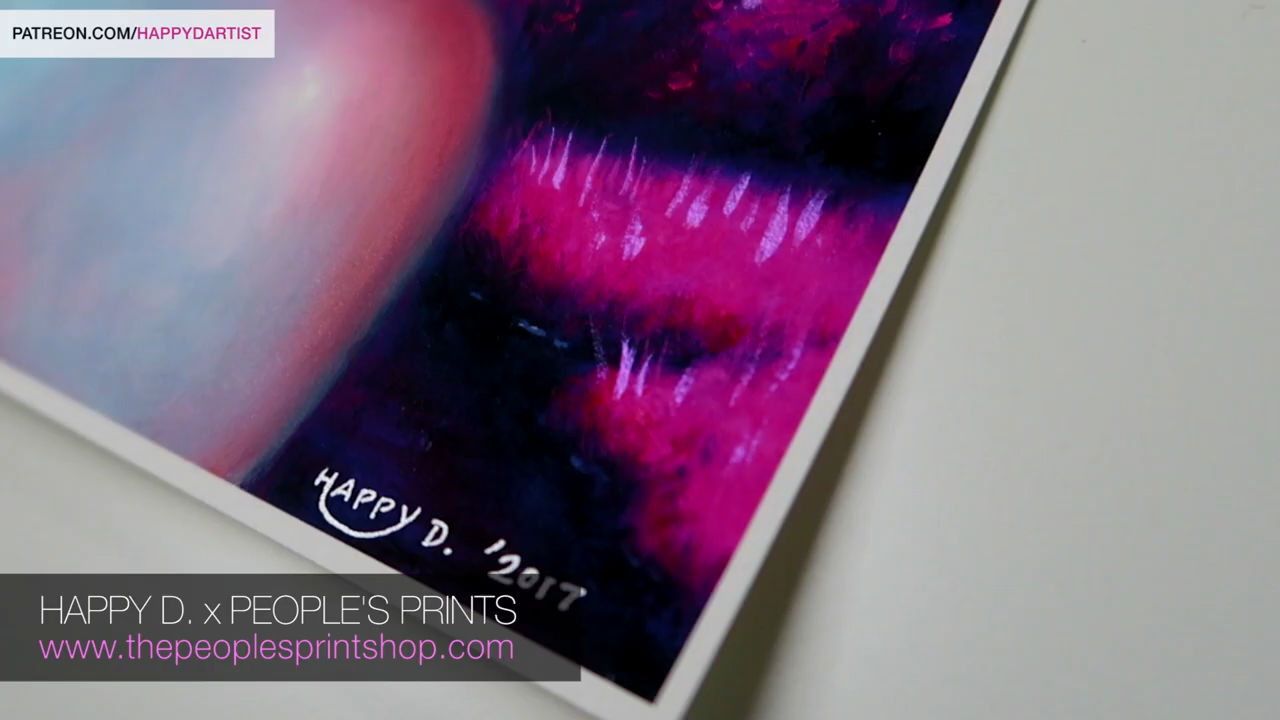 PATREON.COM/HAPPYDARTIST
HAPPY D. '2017
HAPPY D. x PEOPLE'S PRINTS
www.thepeoplesprintshop.com